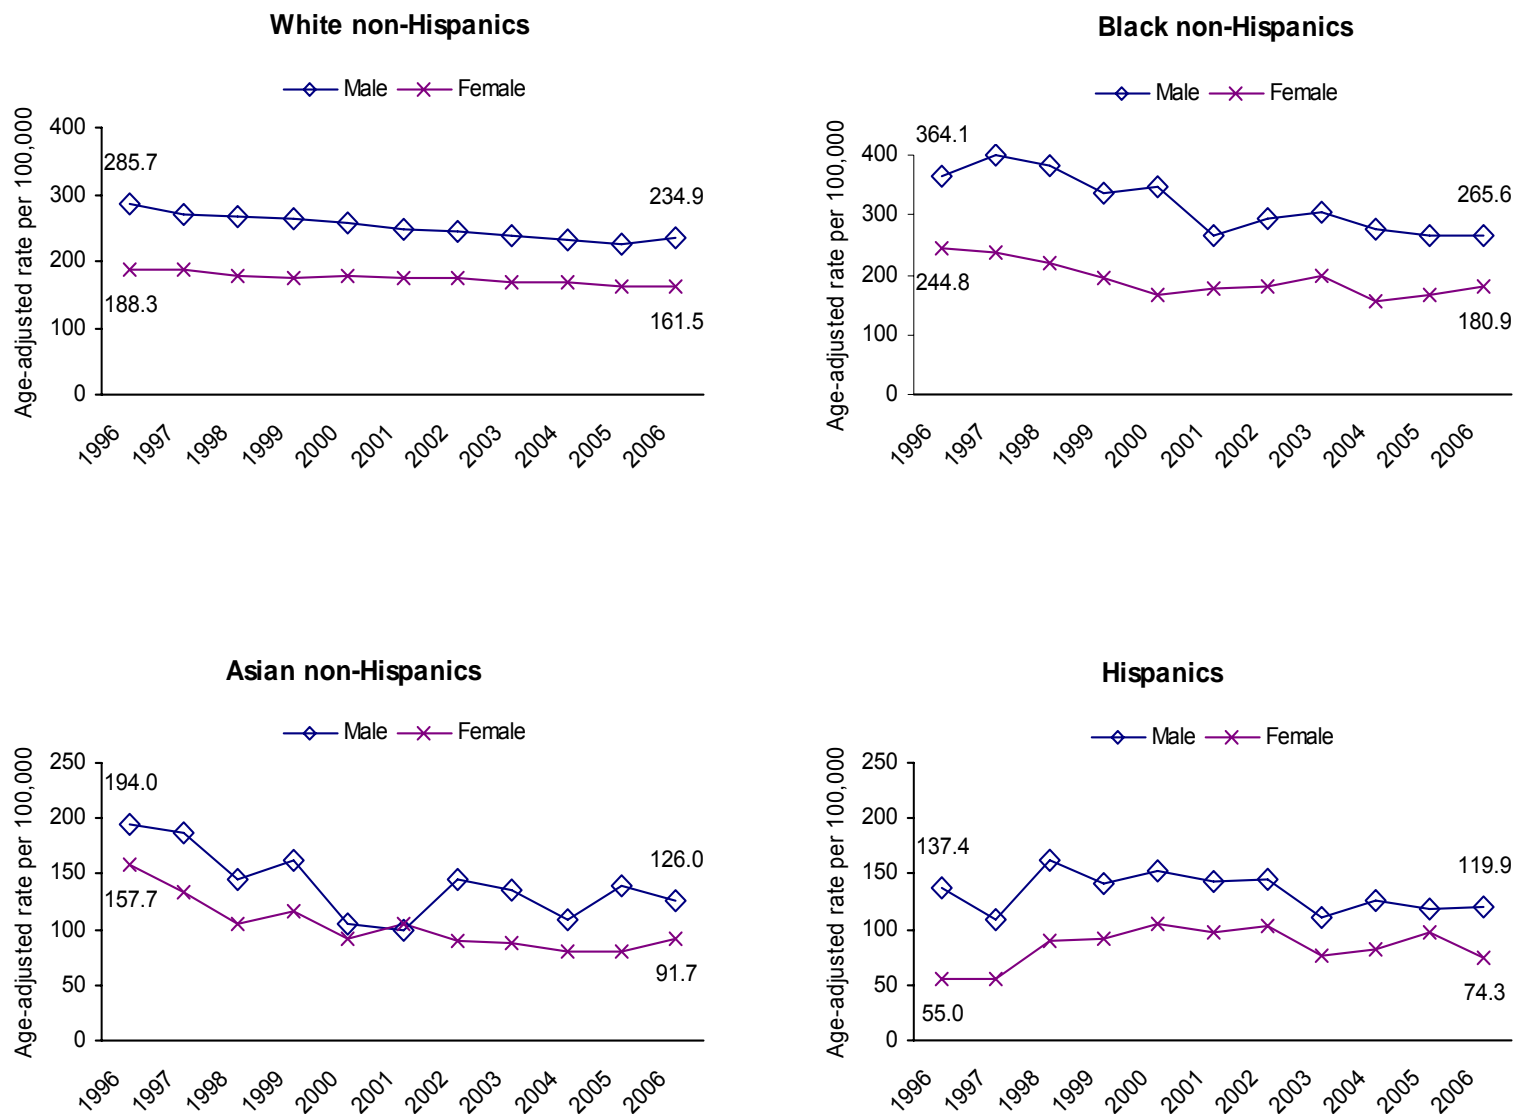 White non-Hispanics
Male Female
Age-adjusted rate per 100,000
400
300
200
100
0
285.7
234.9
188.3
161.5
1996 1997 1998 1999 2000 2001 2002 2003 2004 2005 2006
Black non-Hispanics
Male Female
Age-adjusted rate per 100,000
400
300
200
100
0
364.1
265.6
244.8
180.9
1996 1997 1998 1999 2000 2001 2002 2003 2004 2005 2006
Asian non-Hispanics
Male Female
Age-adjusted rate per 100,000
250
200
150
100
50
0
194.0
126.0
157.7
91.7
1996 1997 1998 1999 2000 2001 2002 2003 2004 2005 2006
Hispanics
Male Female
Age-adjusted rate per 100,000
250
200
150
100
50
0
137.4
119.9
55.0
74.3
1996 1997 1998 1999 2000 2001 2002 2003 2004 2005 2006